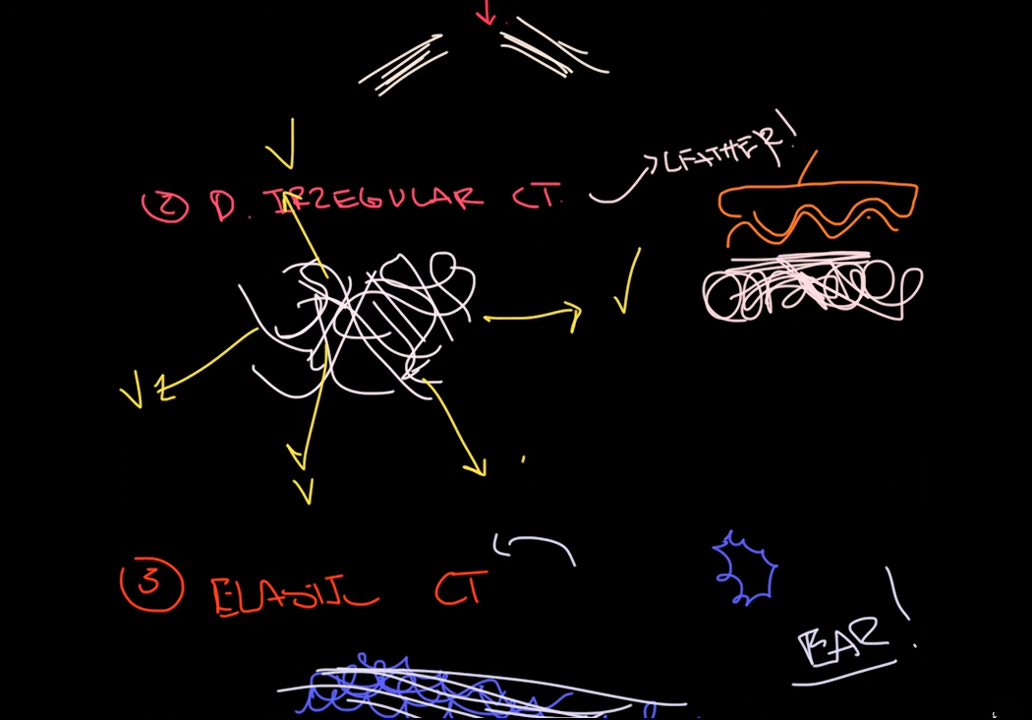 LEATHER!
② D. IRREGULAR CT.
③ ELASTIC CT
EAR!